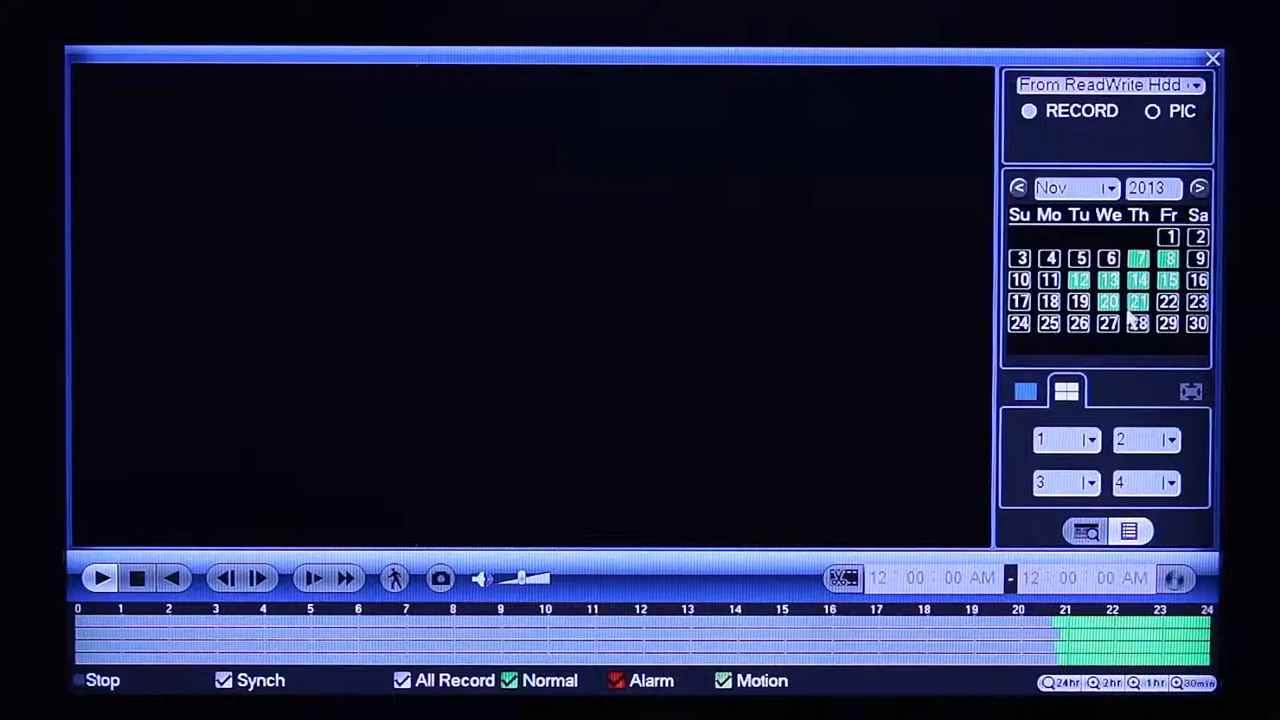 From ReadWrite Hdd
RECORD PIC
Nov 2013
Su Mo Tu We Th Fr Sa
1 2
3 4 5 6 7 8 9
10 11 12 13 14 15 16
17 18 19 20 21 22 23
24 25 26 27 28 29 30
1 2
3 4
12 : 00 : 00 AM - 12 : 00 : 00 AM
0 1 2 3 4 5 6 7 8 9 10 11 12 13 14 15 16 17 18 19 20 21 22 23 24
Stop Synch All Record Normal Alarm Motion 24hr 2hr 1hr 30min